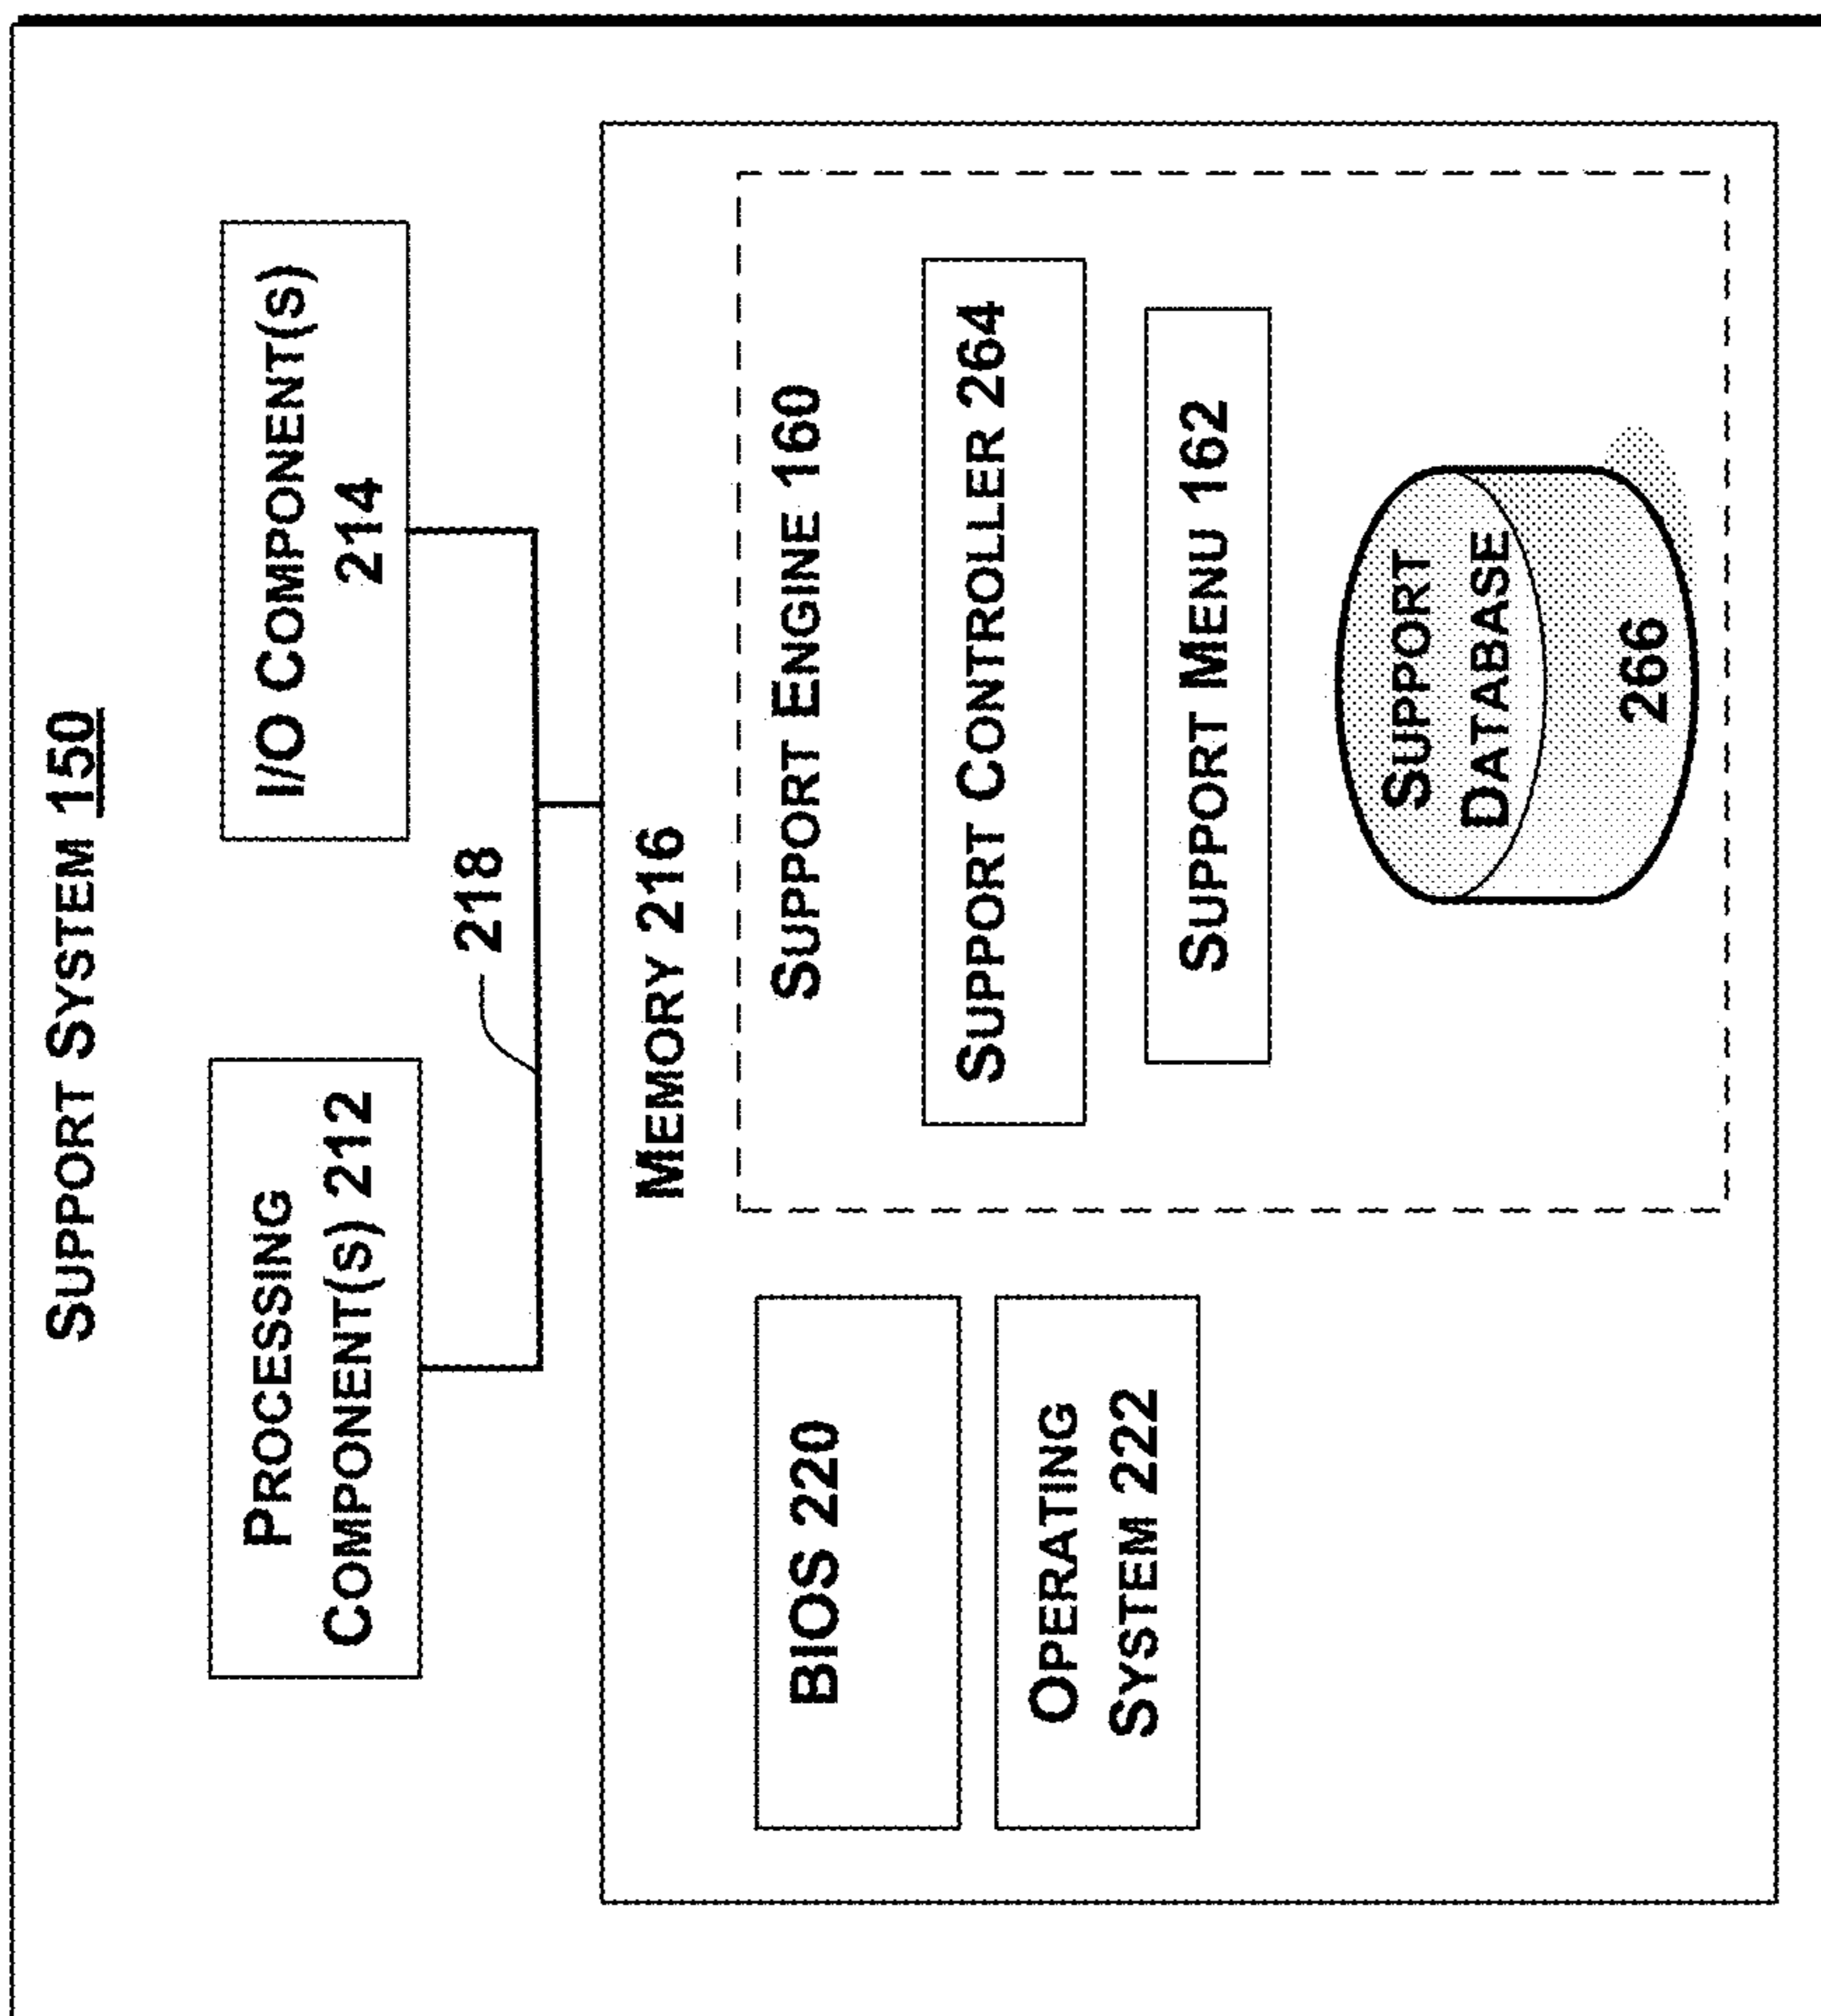 SUPPORT SYSTEM 150
PROCESSING
COMPONENT(S) 212
I/O COMPONENT(S)
214
218
MEMORY 216
BIOS 220
OPERATING
SYSTEM 222
SUPPORT ENGINE 160
SUPPORT CONTROLLER 264
SUPPORT MENU 162
SUPPORT
DATABASE
266